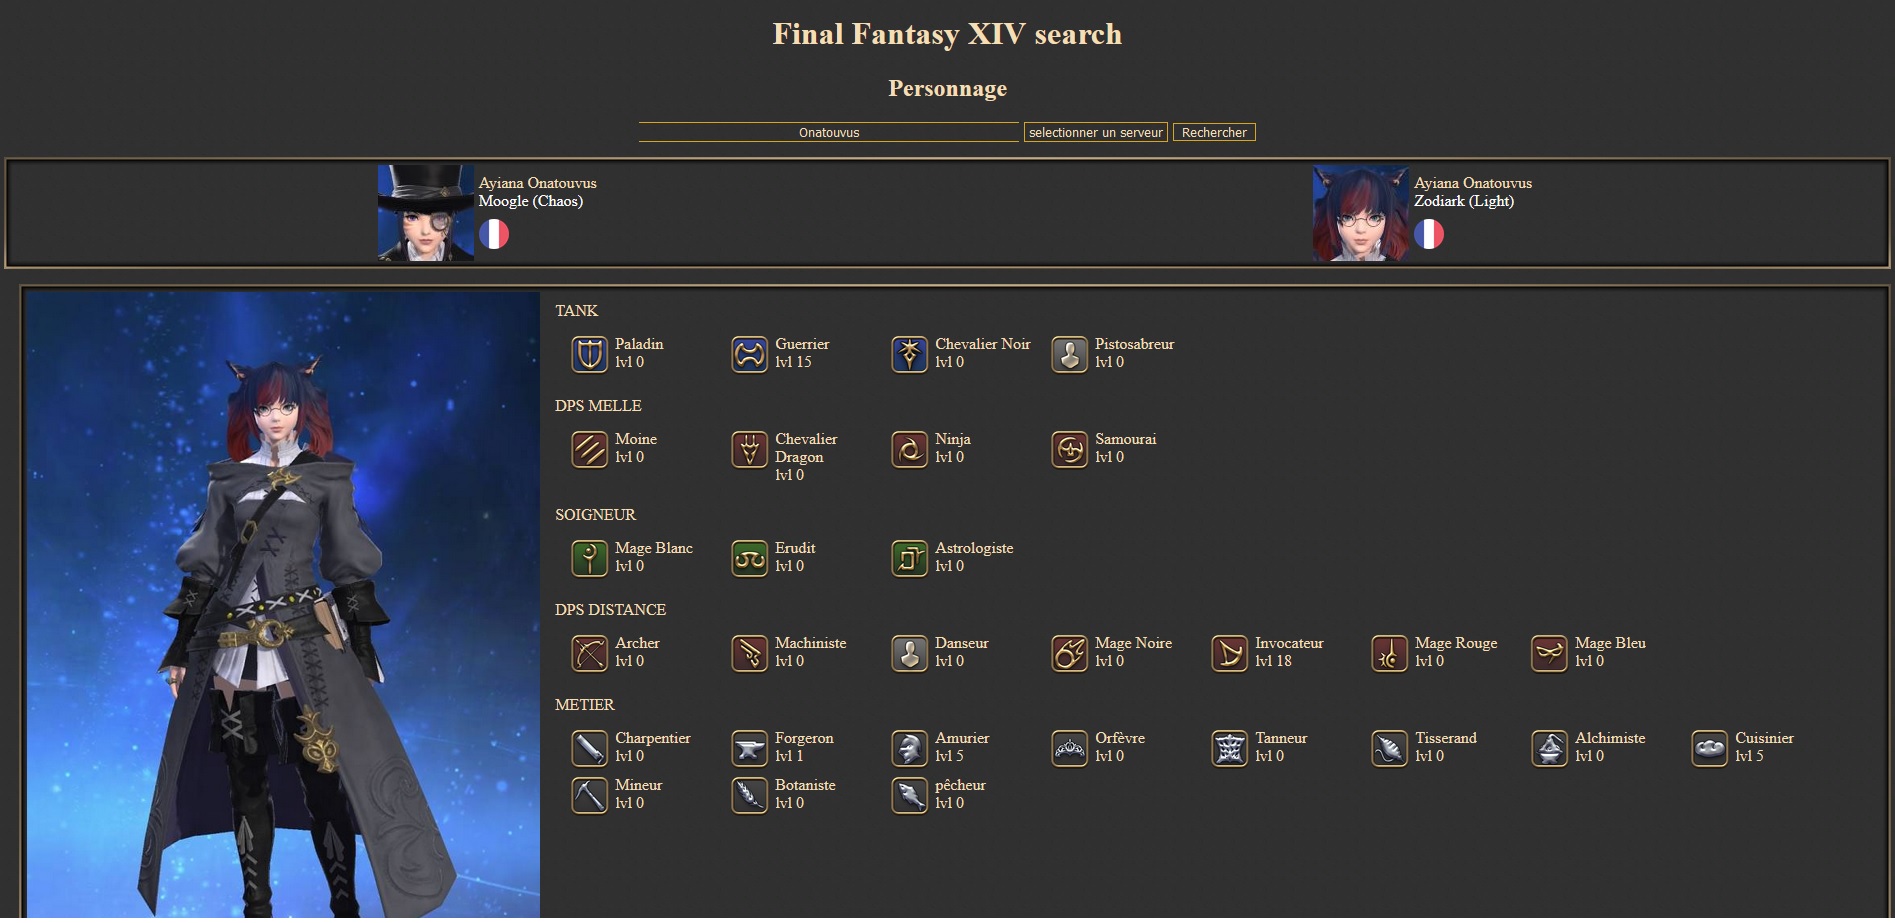 Final Fantasy XIV search
Personnage
Onatouvus
selectionner un serveur
Rechercher
Ayiana Onatouvus
Moogle (Chaos)
Ayiana Onatouvus
Zodiark (Light)
TANK
Paladin
lvl 0
Guerrier
lvl 15
Chevalier Noir
lvl 0
Pistosabreur
lvl 0
DPS MELLE
Moine
lvl 0
Chevalier
Dragon
lvl 0
Ninja
lvl 0
Samourai
lvl 0
SOIGNEUR
Mage Blanc
lvl 0
Erudit
lvl 0
Astrologiste
lvl 0
DPS DISTANCE
Archer
lvl 0
Machiniste
lvl 0
Danseur
lvl 0
Mage Noire
lvl 0
Invocateur
lvl 18
Mage Rouge
lvl 0
Mage Bleu
lvl 0
METIER
Charpentier
lvl 0
Forgeron
lvl 1
Amurier
lvl 5
Orfèvre
lvl 0
Tanneur
lvl 0
Tisserand
lvl 0
Alchimiste
lvl 0
Cuisinier
lvl 5
Mineur
lvl 0
Botaniste
lvl 0
pêcheur
lvl 0